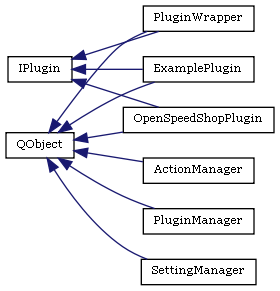 PluginWrapper
IPlugin
ExamplePlugin
OpenSpeedShopPlugin
QObject
ActionManager
PluginManager
SettingManager